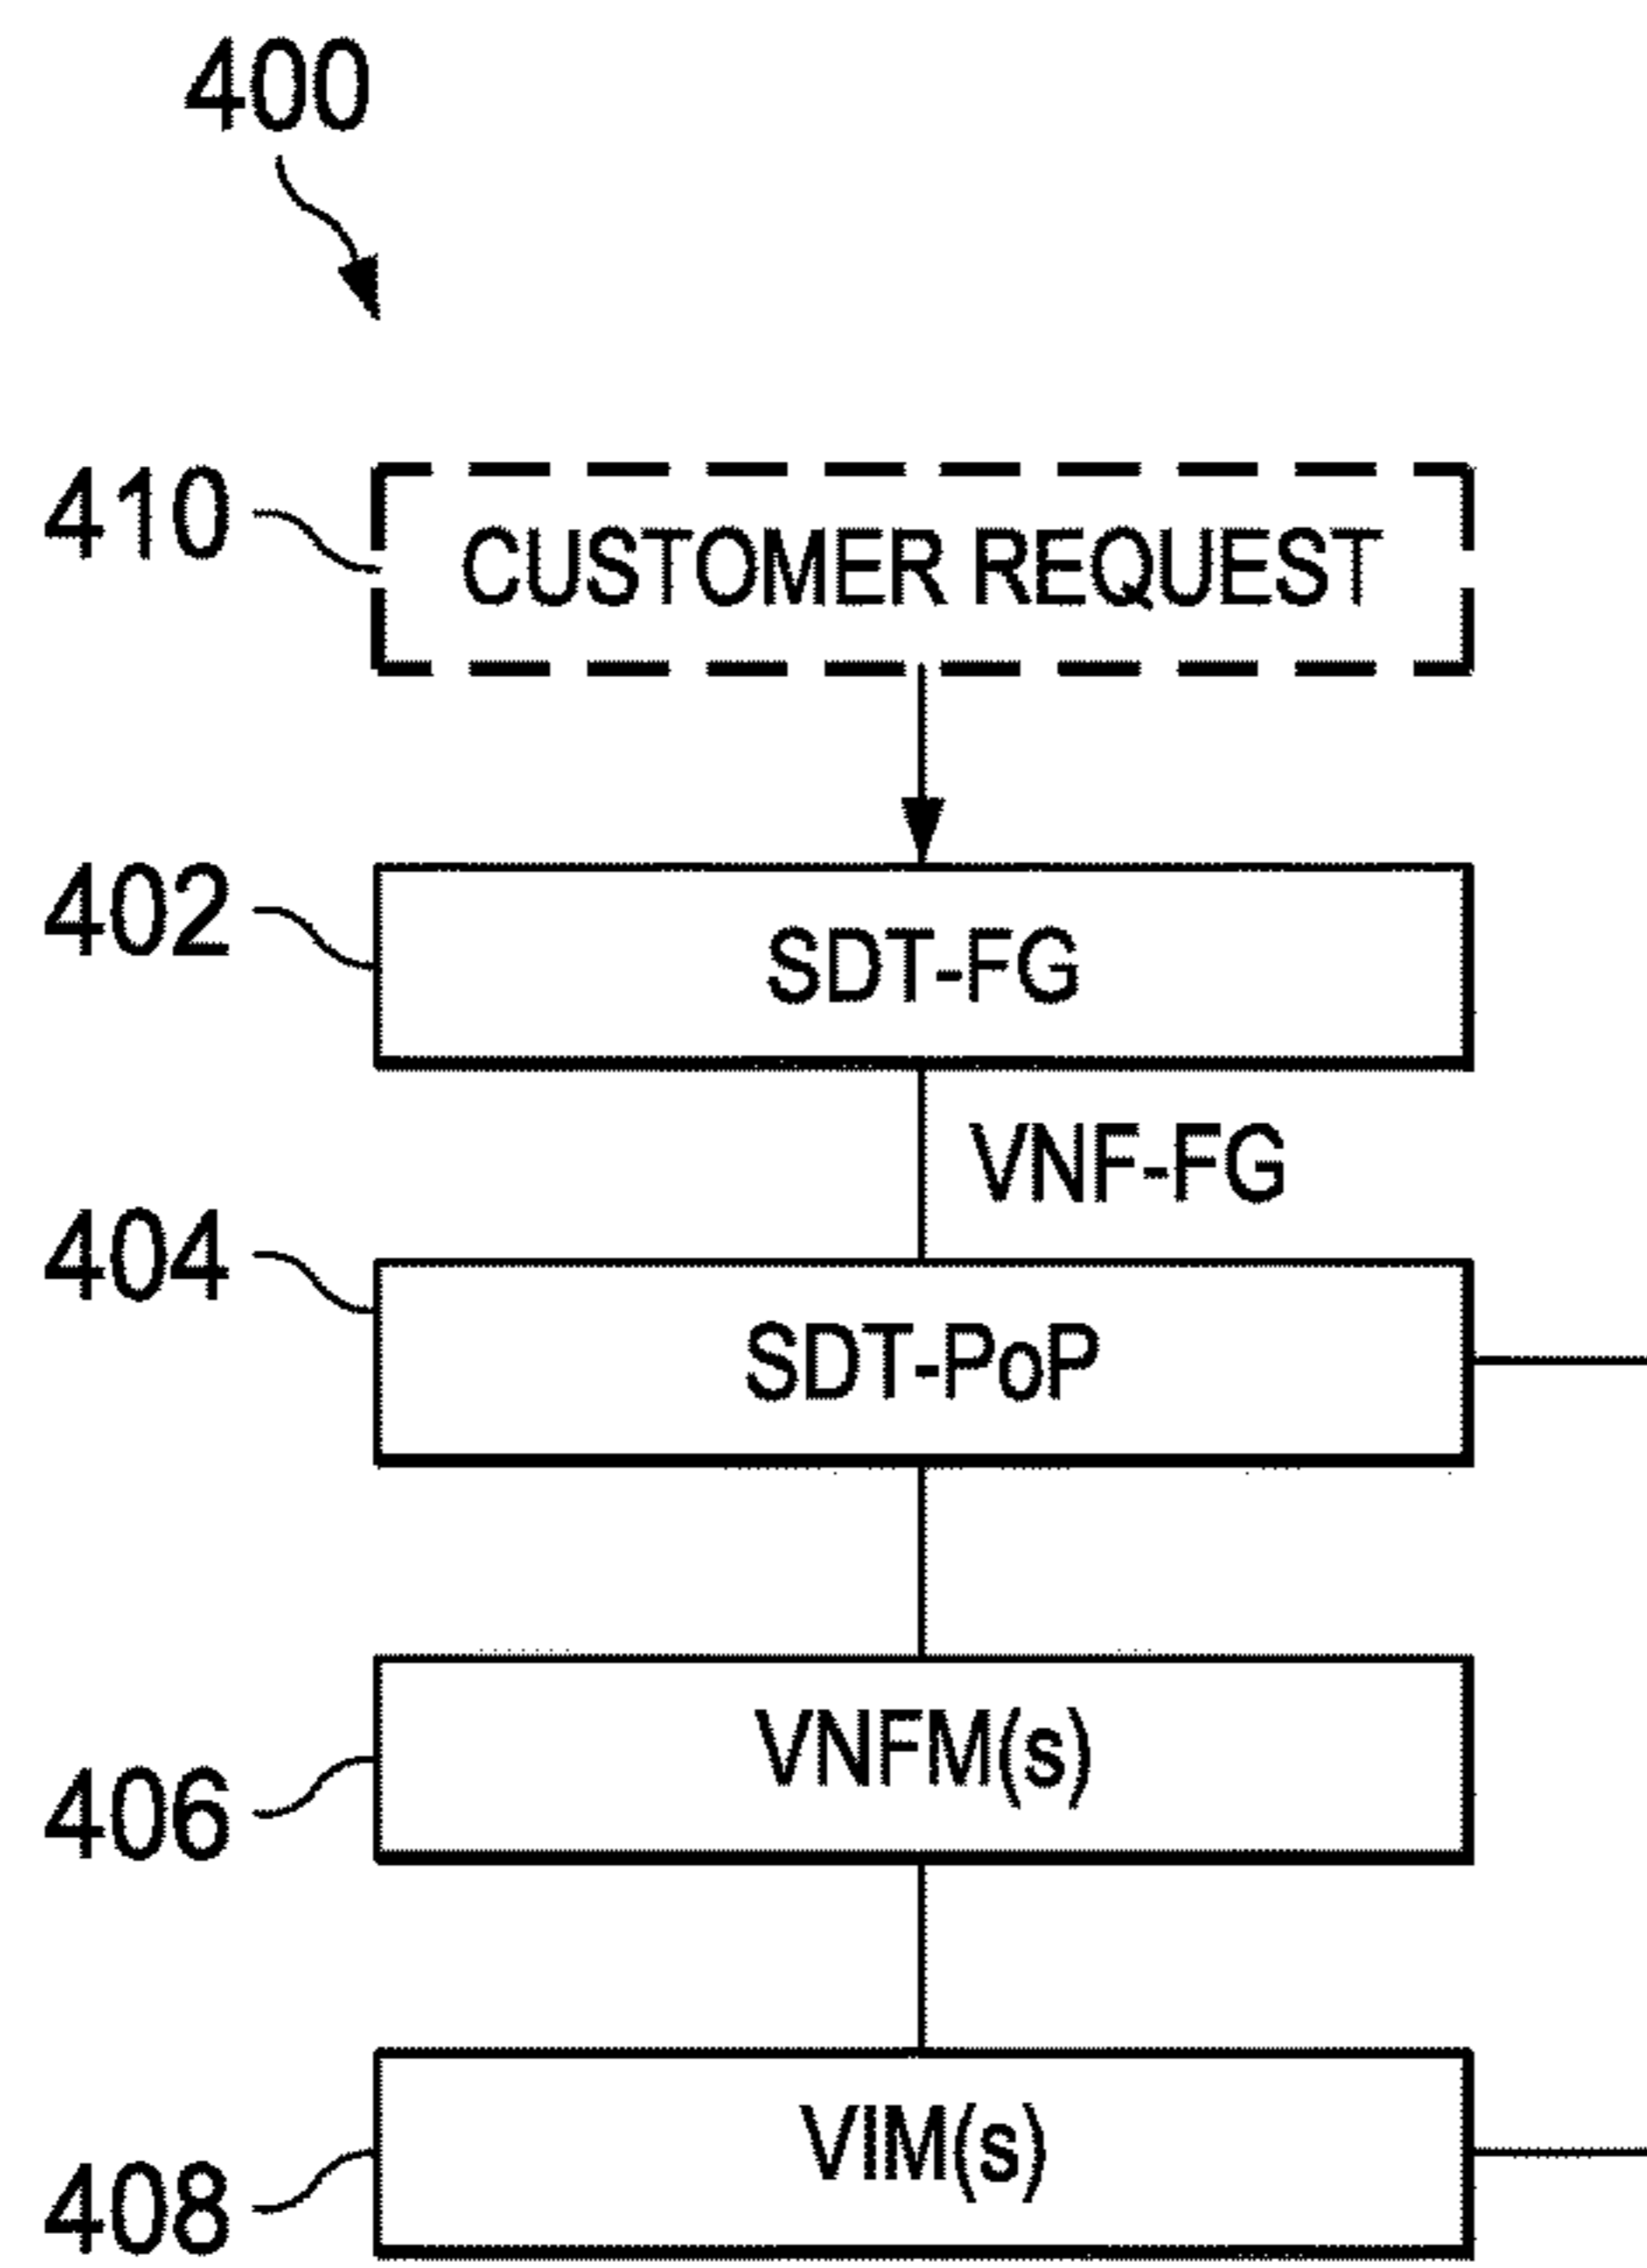 400
410
CUSTOMER REQUEST
402
SDT-FG
VNF-FG
404
SDT-PoP
VNFM(s)
406
VIM(s)
408